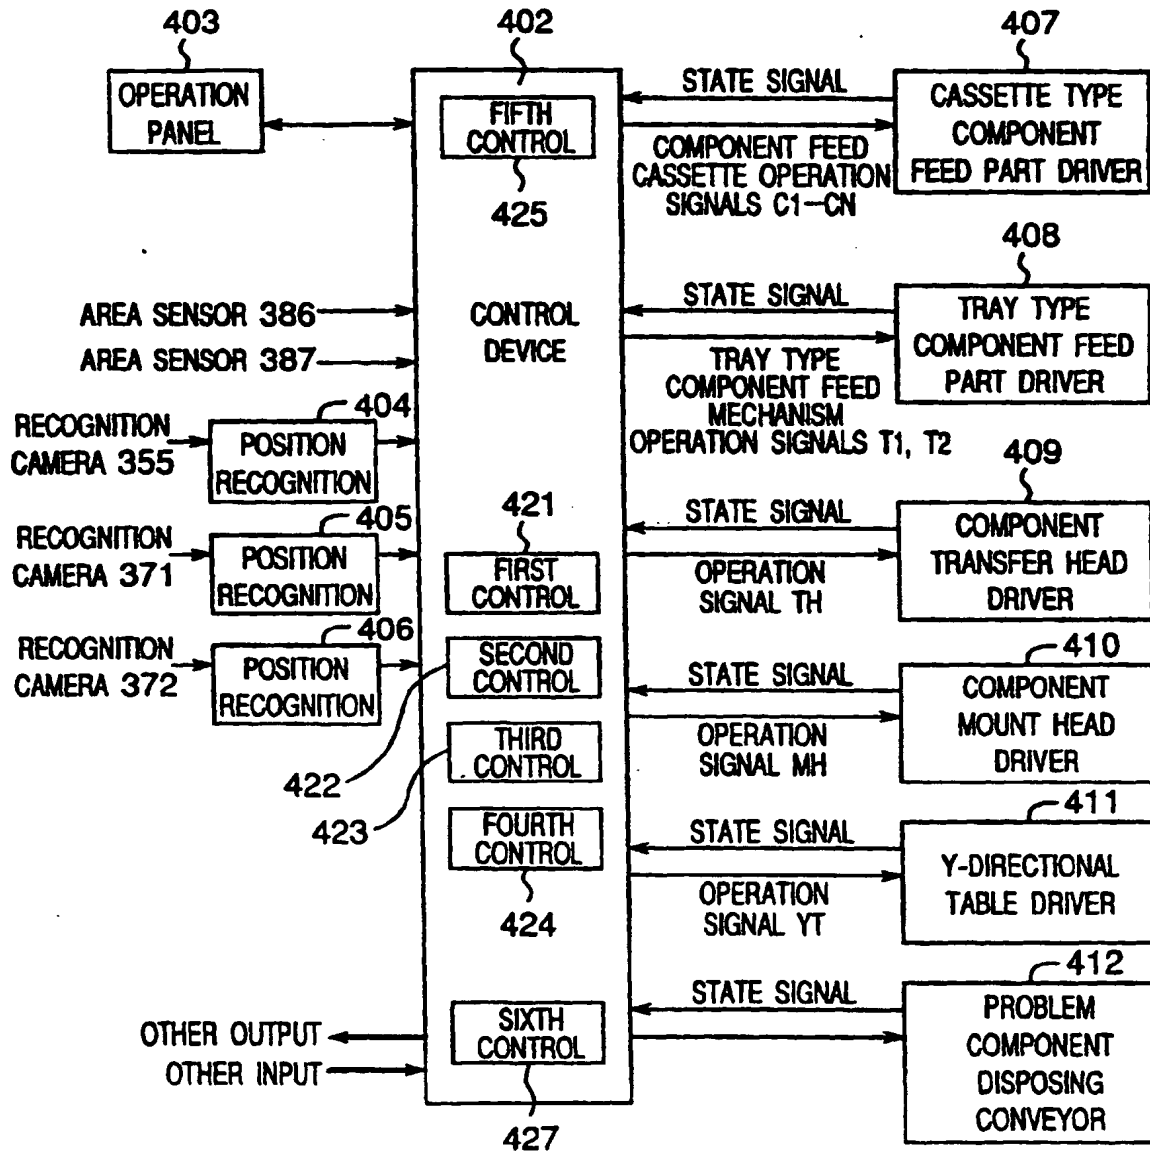 403
402
407
OPERATION
PANEL
FIFTH
CONTROL
425
STATE SIGNAL
COMPONENT FEED
CASSETTE OPERATION
SIGNALS C1-CN
CASSETTE TYPE
COMPONENT
FEED PART DRIVER
408
AREA SENSOR 386
AREA SENSOR 387
CONTROL
DEVICE
STATE SIGNAL
TRAY TYPE
COMPONENT FEED
MECHANISM
OPERATION SIGNALS T1, T2
TRAY TYPE
COMPONENT FEED
PART DRIVER
404
RECOGNITION
CAMERA 355
POSITION
RECOGNITION
409
405
RECOGNITION
CAMERA 371
POSITION
RECOGNITION
421
FIRST
CONTROL
STATE SIGNAL
OPERATION
SIGNAL TH
COMPONENT
TRANSFER HEAD
DRIVER
406
RECOGNITION
CAMERA 372
POSITION
RECOGNITION
SECOND
CONTROL
422
410
STATE SIGNAL
OPERATION
SIGNAL MH
COMPONENT
MOUNT HEAD
DRIVER
THIRD
CONTROL
423
411
FOURTH
CONTROL
424
STATE SIGNAL
OPERATION
SIGNAL YT
Y-DIRECTIONAL
TABLE DRIVER
412
OTHER OUTPUT
OTHER INPUT
SIXTH
CONTROL
427
STATE SIGNAL
PROBLEM
COMPONENT
DISPOSING
CONVEYOR